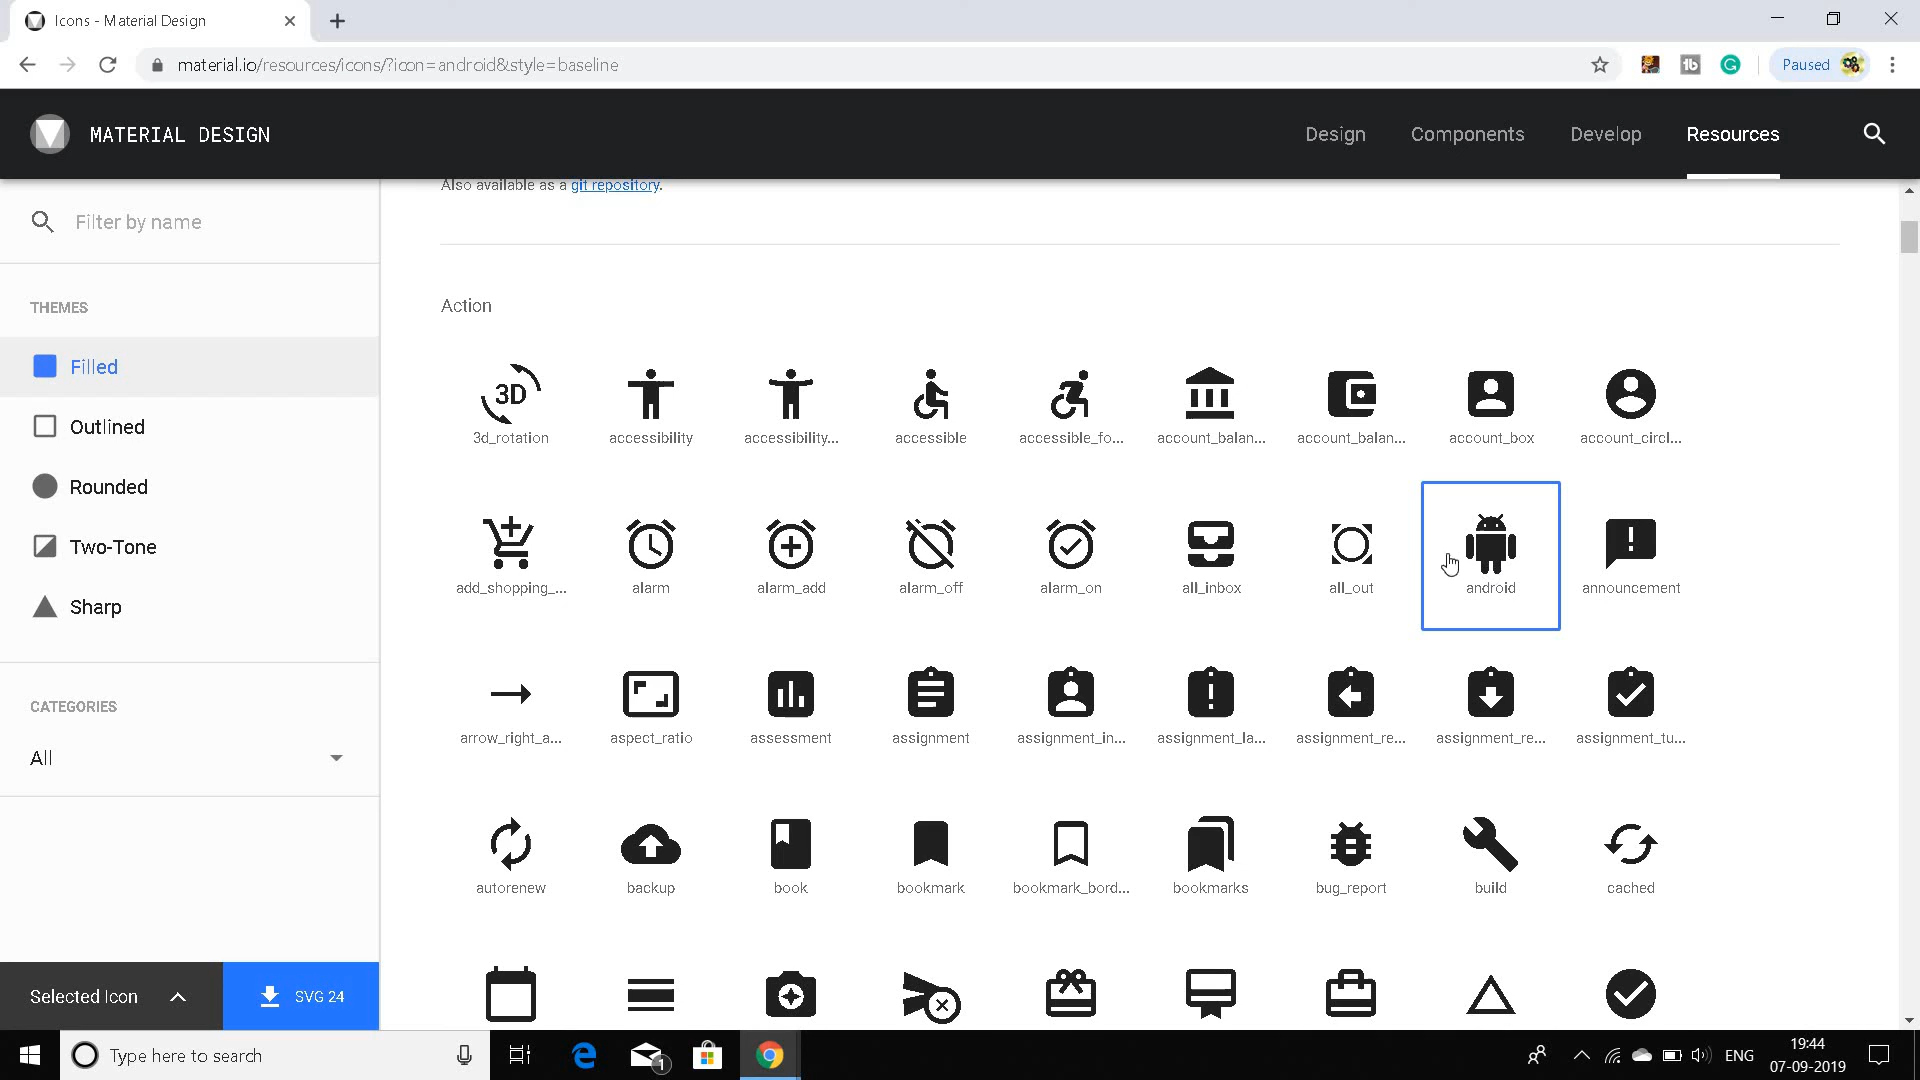 Icons - Material Design
material.io/resources/icons/?icon=android&style=baseline
Paused
MATERIAL DESIGN
Design
Components
Develop
Resources
Also available as a git repository.
Filter by name
THEMES
Filled
Outlined
Rounded
Two-Tone
Sharp
CATEGORIES
All
Selected Icon
SVG 24
Action
3D
3d_rotation
accessibility
accessibility...
accessible
accessible_fo...
account_balan...
account_balan...
account_box
account_circl...
add_shopping_...
alarm
alarm_add
alarm_off
alarm_on
all_inbox
all_out
android
announcement
arrow_right_a...
aspect_ratio
assessment
assignment
assignment_in...
assignment_la...
assignment_re...
assignment_re...
assignment_tu...
autorenew
backup
book
bookmark
bookmark_bord...
bookmarks
bug_report
build
cached
Type here to search
1
ENG
19:44
07-09-2019